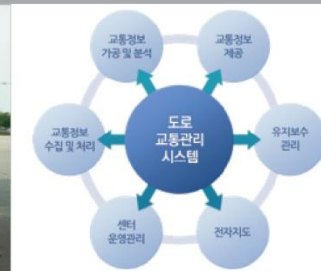 교통정보
가공 및 분석
교통정보
제공
교통정보
수집 및 처리
도로
교통관리
시스템
유지보수
관리
센터
운영관리
전자지도